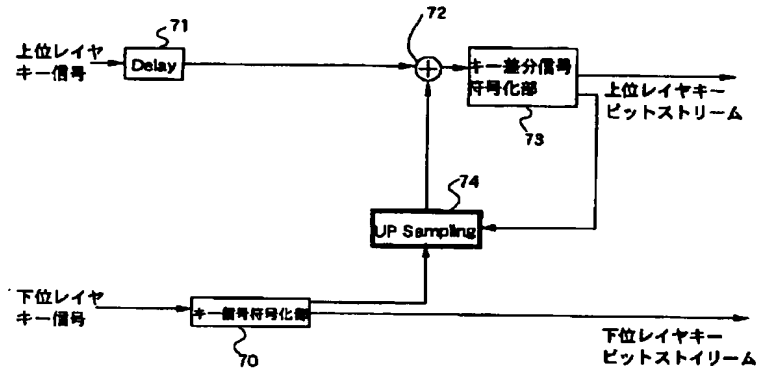 71
72
上位レイヤ
キー信号
Delay
キー差分信号
符号化部
上位レイヤキー
ビットストリーム
73
74
UP Sampling
下位レイヤ
キー信号
キー信号符号化部
70
下位レイヤキー
ビットストイリーム